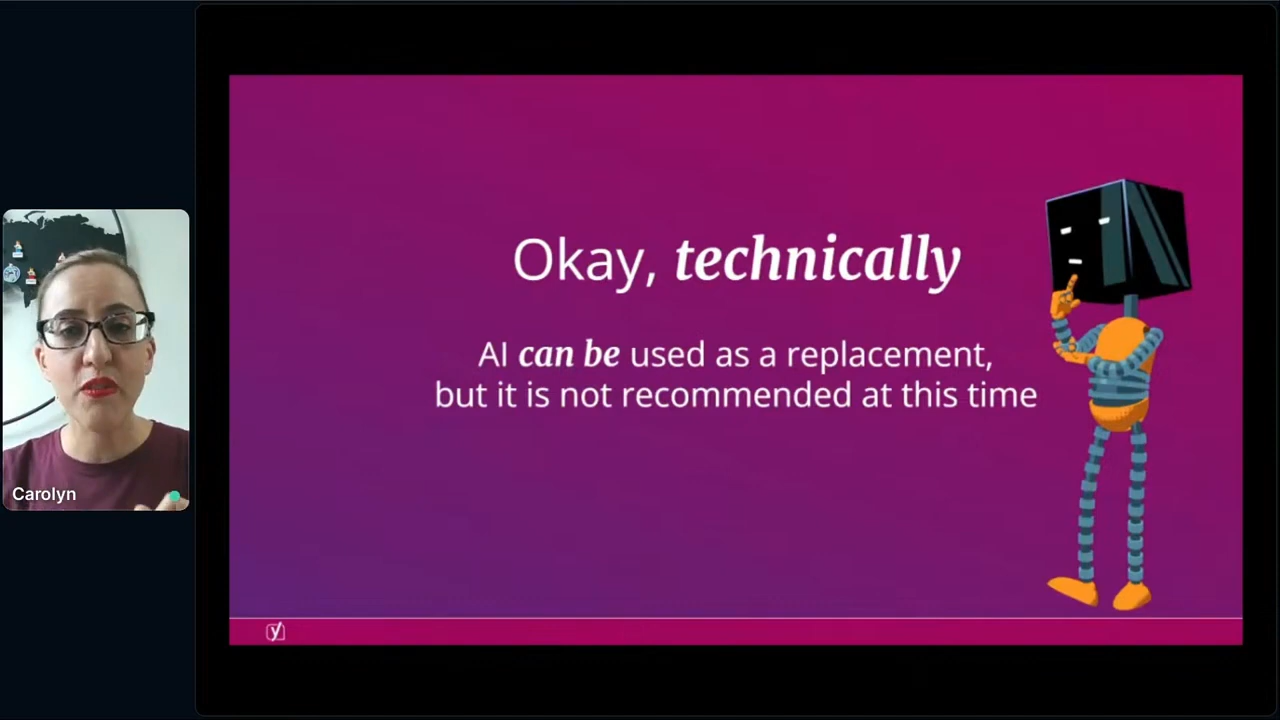 Okay, technically
AI can be used as a replacement,
but it is not recommended at this time
Carolyn
y